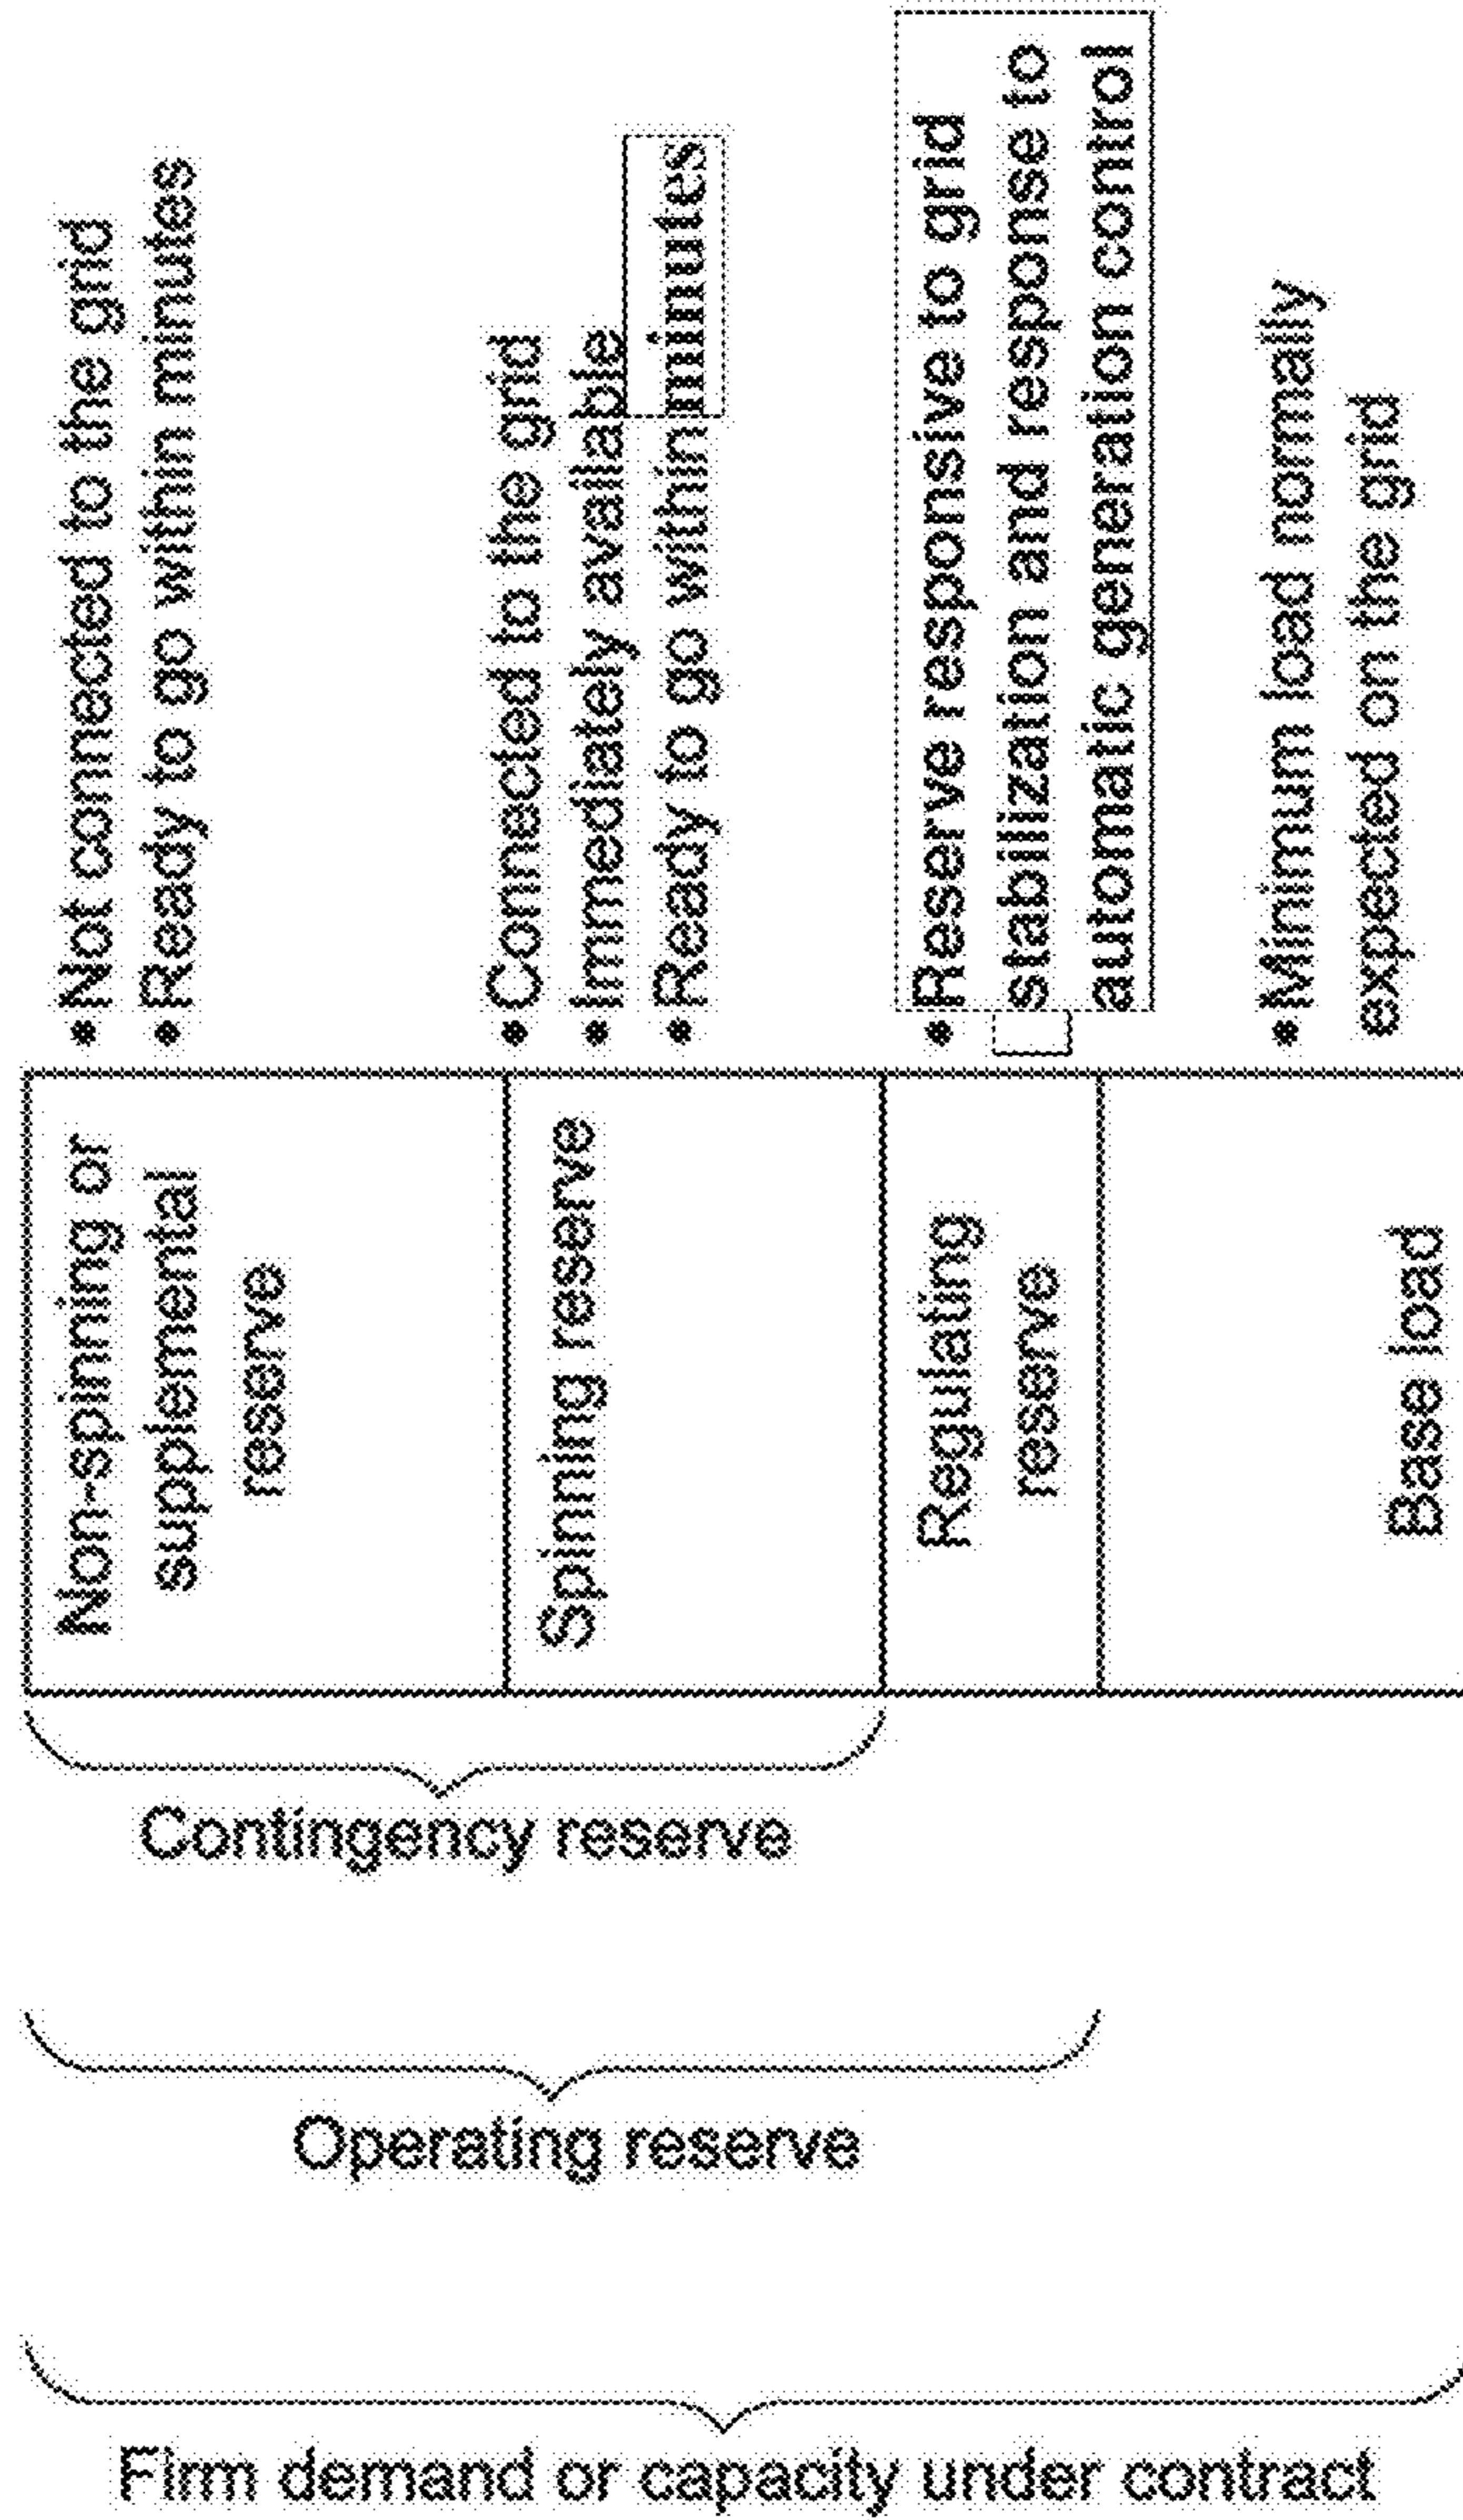 Non-spinning or
supplemental
reserve
• Not connected to the grid
• Ready to go within minutes
Spinning reserve
• Connected to the grid
• Immediately available
• Ready to go within minutes
Regulating
reserve
• Reserve responsive to grid
stabilization and response to
automatic generation control
Base load
• Minimum load normally
expected on the grid
Contingency reserve
Operating reserve
Firm demand or capacity under contract